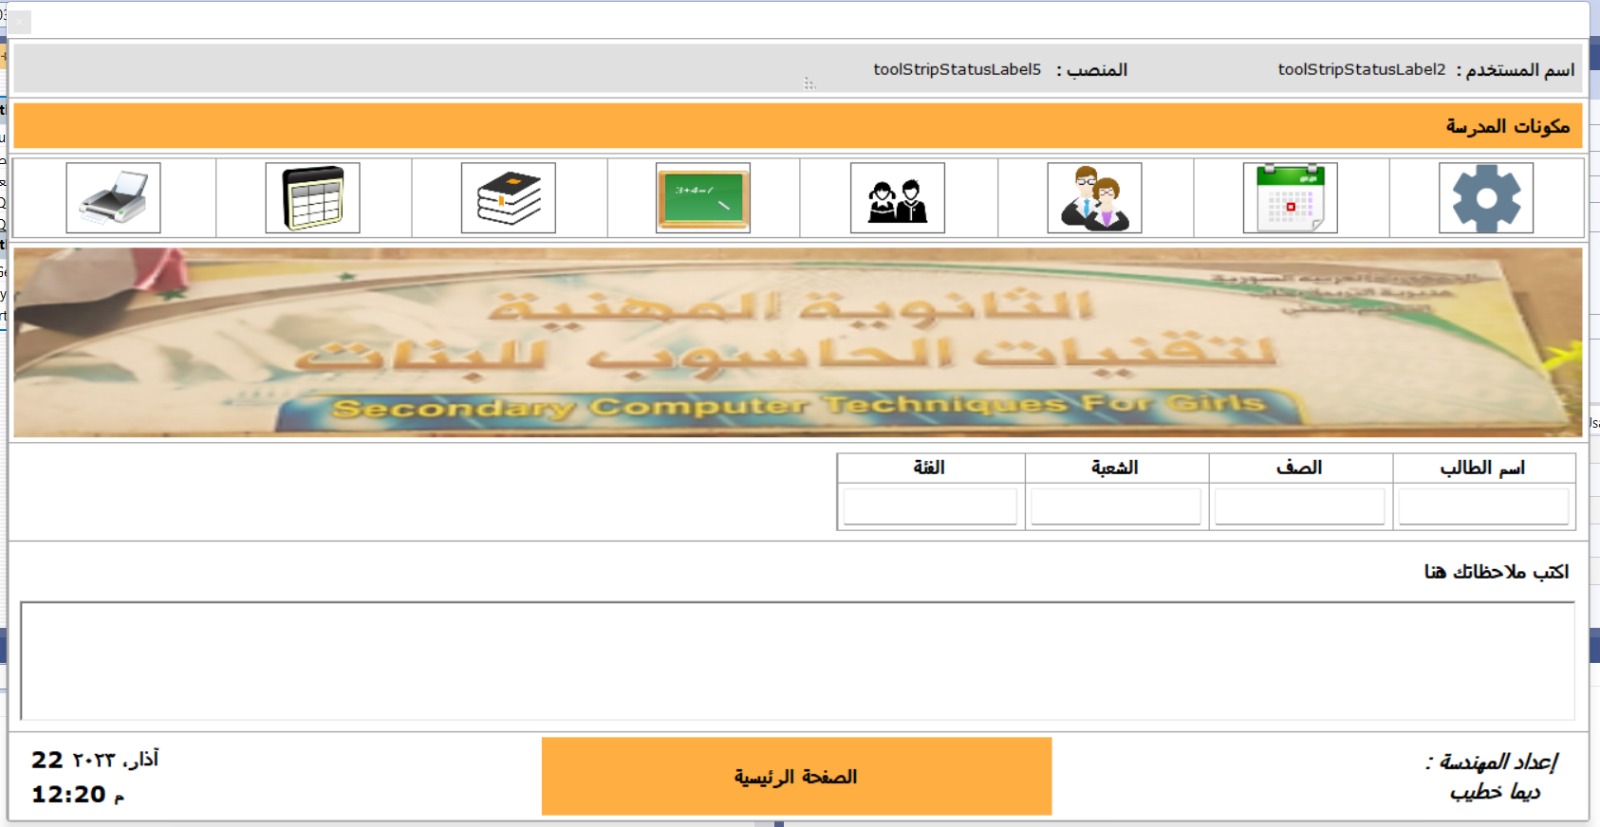 اسم المستخدم : toolStripStatusLabel2 المنصب : toolStripStatusLabel5
مكونات المدرسة
3+4=/
الثانوية المهنية
لتقنيات الحاسوب للبنات
Secondary Computer Techniques For Girls
اسم الطالب الصف الشعبة الفئة
اكتب ملاحظاتك هنا
إعداد المهندسة :
ديما خطيب
الصفحة الرئيسية
22 آذار، ٢٠٢٣
12:20 م